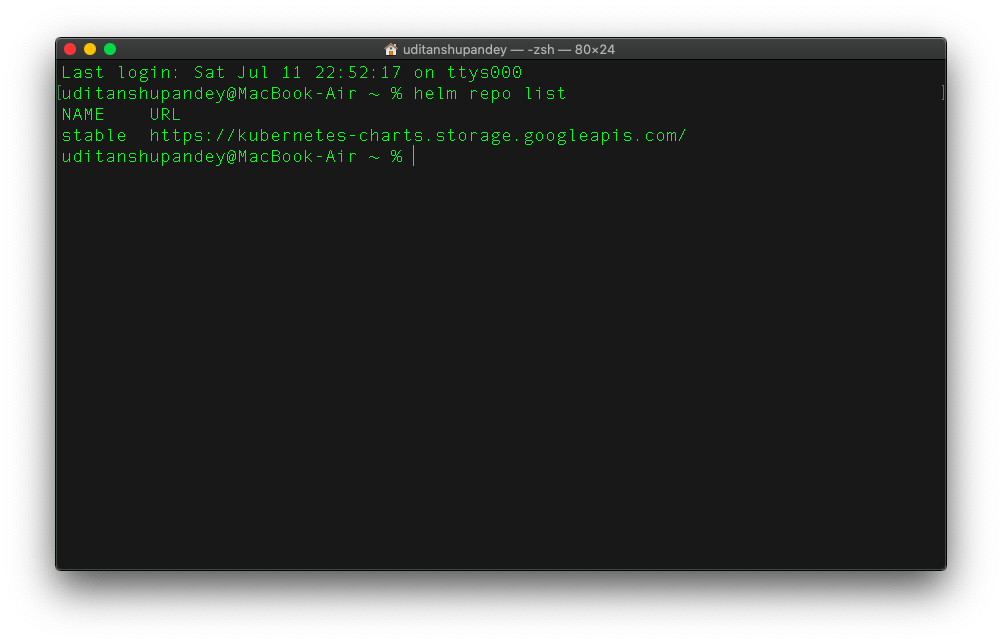 uditanshupandey — -zsh — 80×24
Last login: Sat Jul 11 22:52:17 on ttys000
[uditanshupandey@MacBook-Air ~ % helm repo list ]
NAME    URL
stable  https://kubernetes-charts.storage.googleapis.com/
uditanshupandey@MacBook-Air ~ %